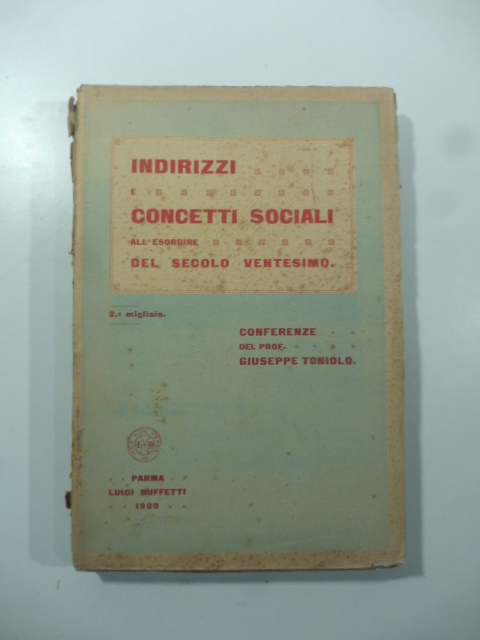 INDIRIZZI
E
CONCETTI SOCIALI
ALL'ESORDIRE
DEL SECOLO VENTESIMO.
2.º migliaio.
CONFERENZE
DEL PROF.
GIUSEPPE TONIOLO.
PARMA
LUIGI BUFFETTI
1900